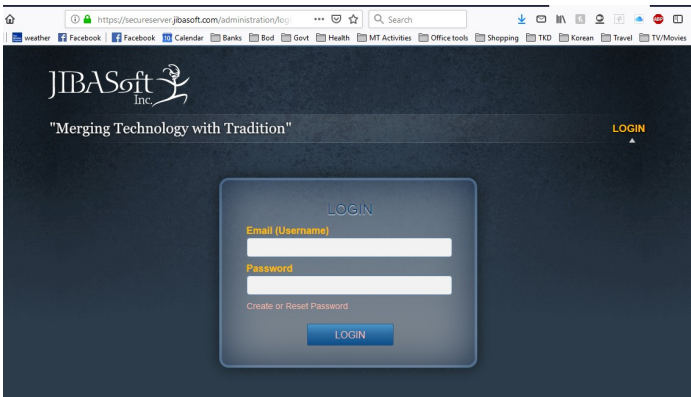 https://secureserver.jibasoft.com/administration/log
Search
weather Facebook Facebook 10 Calendar Banks Bod Govt Health MT Activities Office tools Shopping TKD Korean Travel TV/Movies
JIBASoft
Inc,
"Merging Technology with Tradition"
LOGIN
LOGIN
Email (Username)
Password
Create or Reset Password
LOGIN